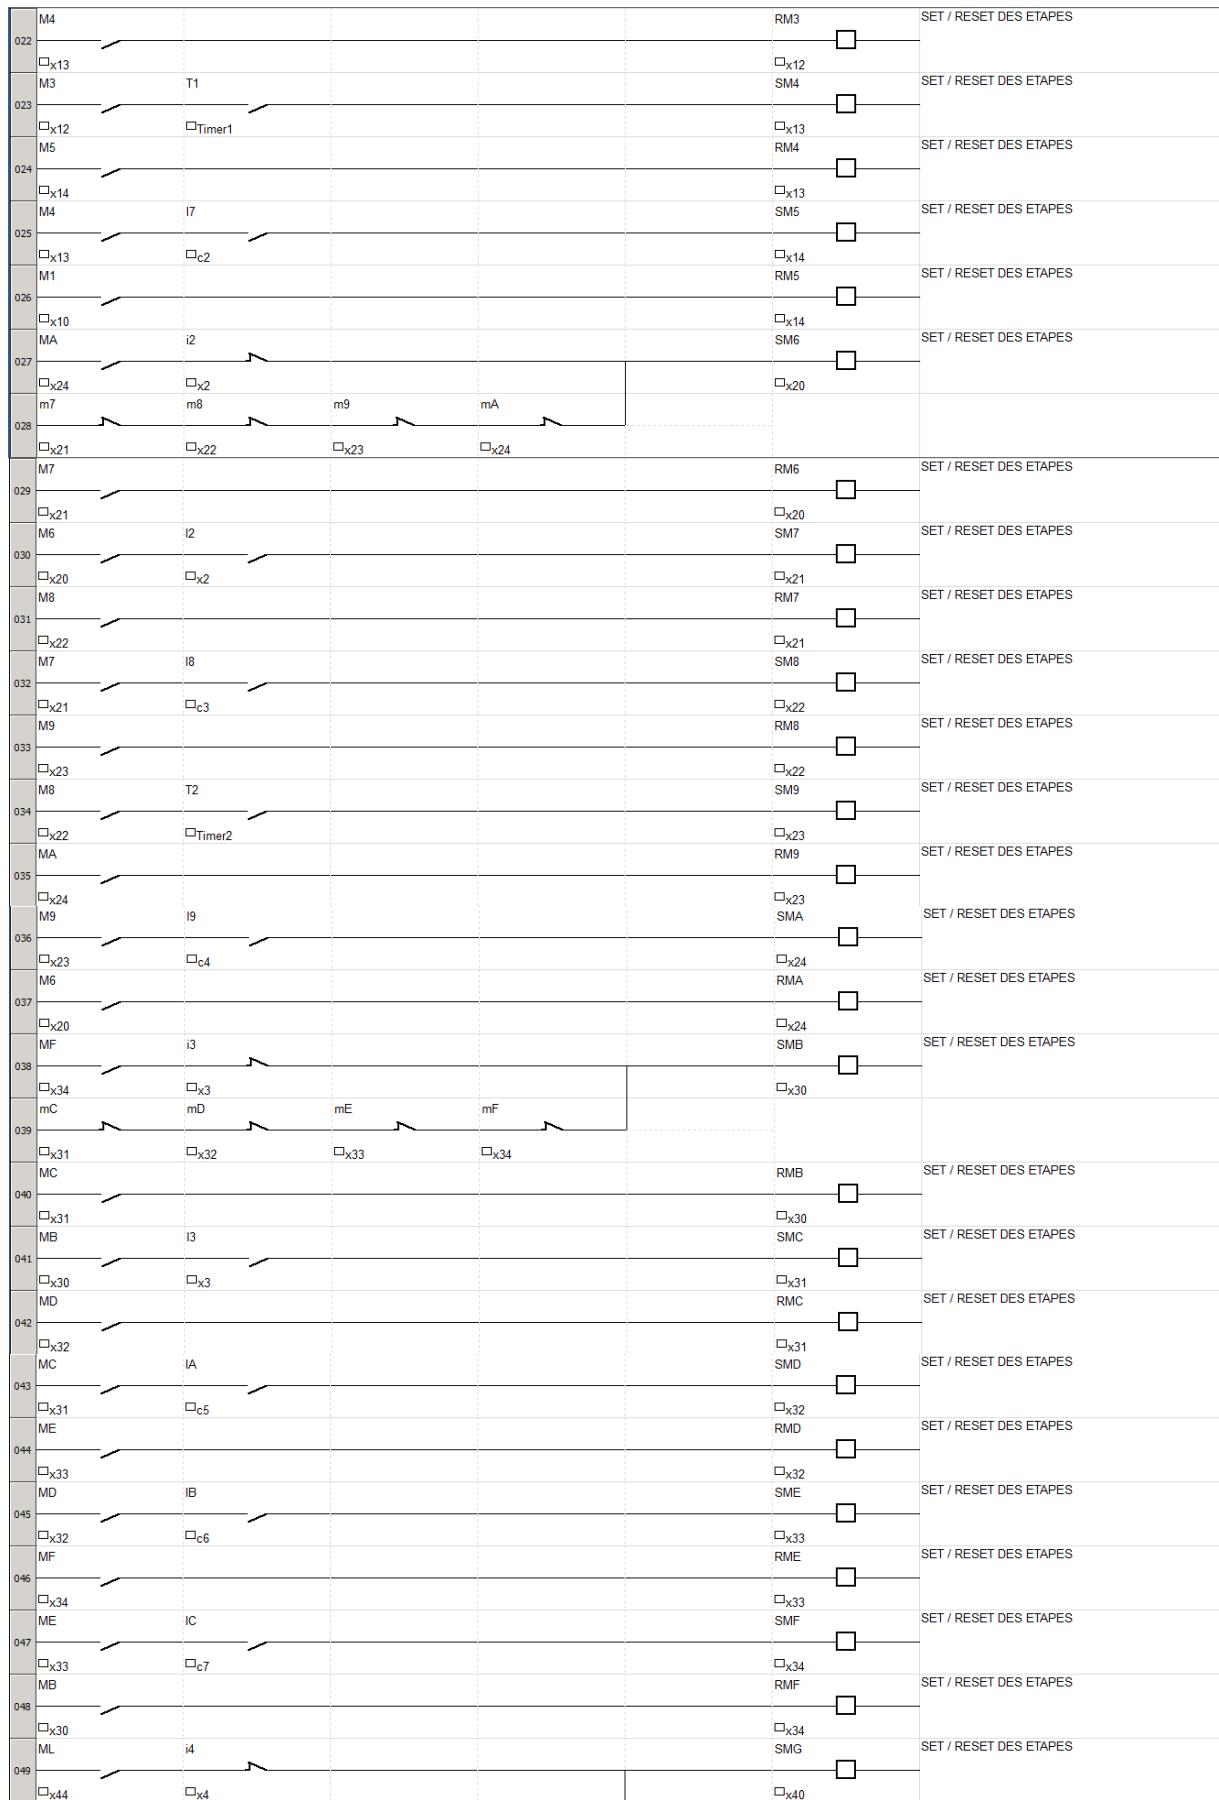 M4 RM3 SET / RESET DES ETAPES
022
x13 x12
M3 T1 SM4 SET / RESET DES ETAPES
023
x12 Timer1 x13
M5 RM4 SET / RESET DES ETAPES
024
x14 x13
M4 I7 SM5 SET / RESET DES ETAPES
025
x13 c2 x14
M1 RM5 SET / RESET DES ETAPES
026
x10 x14
MA i2 SM6 SET / RESET DES ETAPES
027
x24 x2 x20
m7 m8 m9 mA
028
x21 x22 x23 x24
M7 RM6 SET / RESET DES ETAPES
029
x21 x20
M6 I2 SM7 SET / RESET DES ETAPES
030
x20 x2 x21
M8 RM7 SET / RESET DES ETAPES
031
x22 x21
M7 I8 SM8 SET / RESET DES ETAPES
032
x21 c3 x22
M9 RM8 SET / RESET DES ETAPES
033
x23 x22
M8 T2 SM9 SET / RESET DES ETAPES
034
x22 Timer2 x23
MA RM9 SET / RESET DES ETAPES
035
x24 x23
M9 I9 SMA SET / RESET DES ETAPES
036
x23 c4 x24
M6 RMA SET / RESET DES ETAPES
037
x20 x24
MF i3 SMB SET / RESET DES ETAPES
038
x34 x3 x30
mC mD mE mF
039
x31 x32 x33 x34
MC RMB SET / RESET DES ETAPES
040
x31 x30
MB I3 SMC SET / RESET DES ETAPES
041
x30 x3 x31
MD RMC SET / RESET DES ETAPES
042
x32 x31
MC IA SMD SET / RESET DES ETAPES
043
x31 c5 x32
ME RMD SET / RESET DES ETAPES
044
x33 x32
MD IB SME SET / RESET DES ETAPES
045
x32 c6 x33
MF RME SET / RESET DES ETAPES
046
x34 x33
ME IC SMF SET / RESET DES ETAPES
047
x33 c7 x34
MB RMF SET / RESET DES ETAPES
048
x30 x34
ML i4 SMG SET / RESET DES ETAPES
049
x44 x4 x40